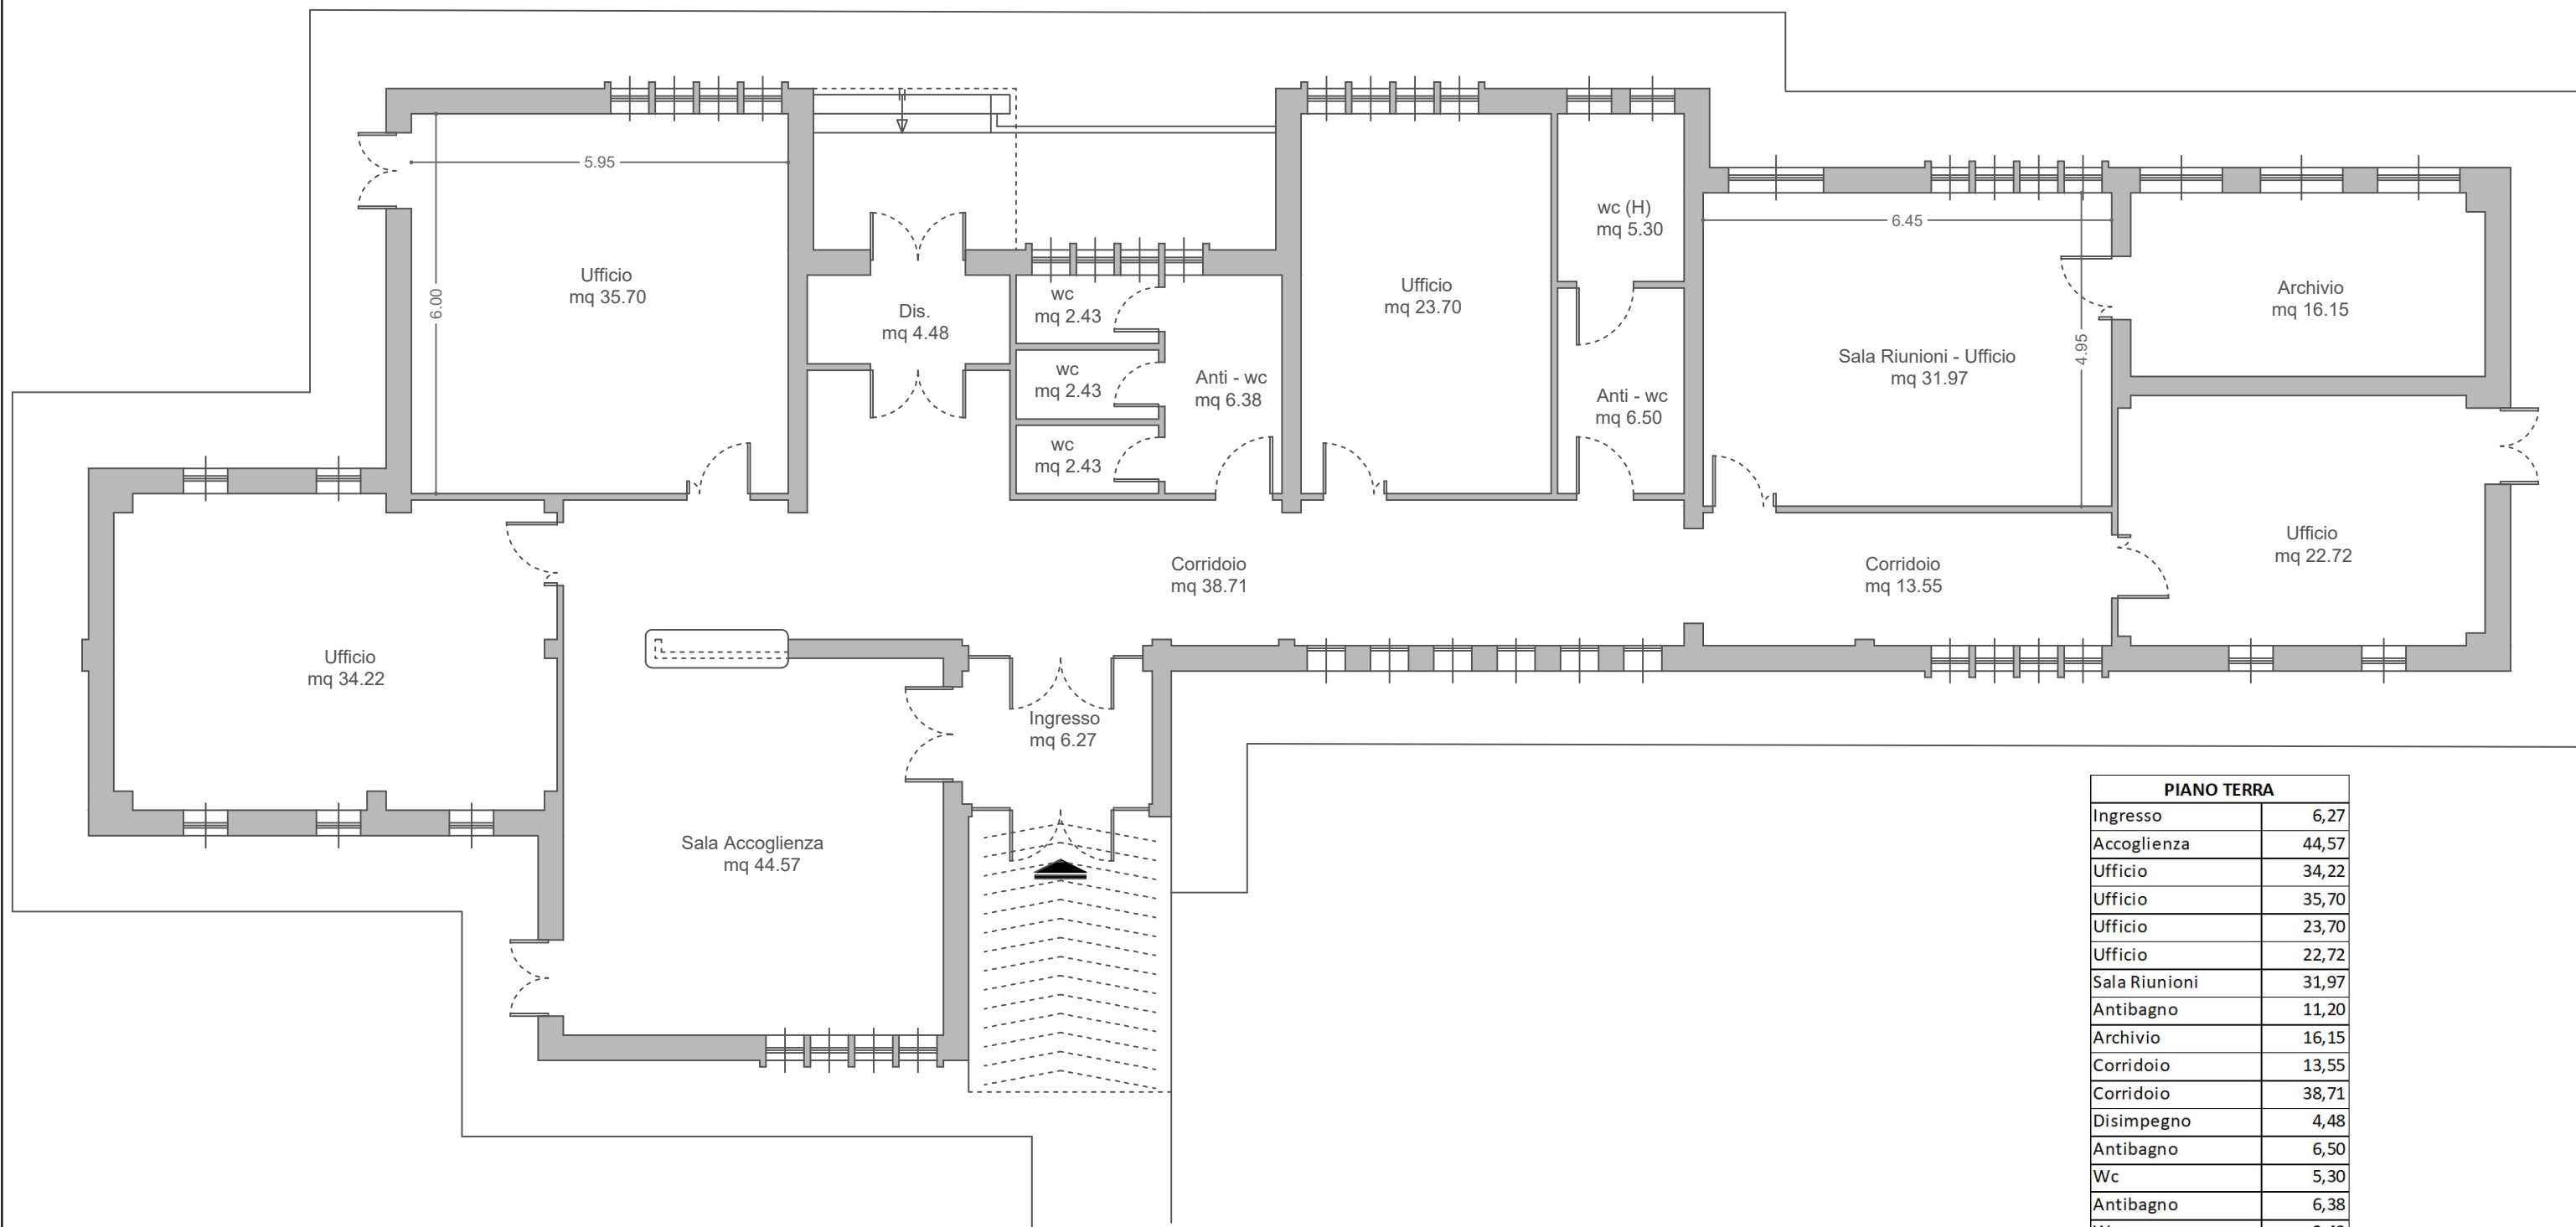 5.95
6.00
Ufficio
mq 35.70
Dis.
mq 4.48
wc
mq 2.43
wc
mq 2.43
wc
mq 2.43
Anti - wc
mq 6.38
Ufficio
mq 23.70
wc (H)
mq 5.30
Anti - wc
mq 6.50
6.45
4.95
Sala Riunioni - Ufficio
mq 31.97
Archivio
mq 16.15
Ufficio
mq 22.72
Corridoio
mq 38.71
Corridoio
mq 13.55
Ufficio
mq 34.22
Ingresso
mq 6.27
Sala Accoglienza
mq 44.57
PIANO TERRA
Ingresso 6,27
Accoglienza 44,57
Ufficio 34,22
Ufficio 35,70
Ufficio 23,70
Ufficio 22,72
Sala Riunioni 31,97
Antibagno 11,20
Archivio 16,15
Corridoio 13,55
Corridoio 38,71
Disimpegno 4,48
Antibagno 6,50
Wc 5,30
Antibagno 6,38